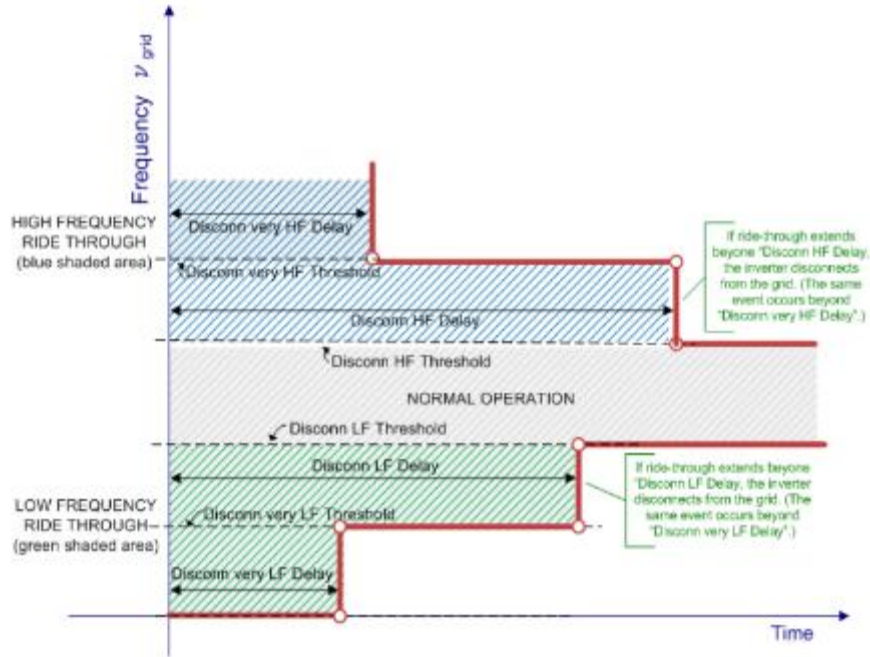 Frequency ν grid
HIGH FREQUENCY
RIDE THROUGH
(blue shaded area)
Disconn very HF Delay
Disconn very HF Threshold
Disconn HF Delay
If ride-through extends
beyone "Disconn HF Delay,
the inverter disconnects
from the grid. (The same
event occurs beyond
"Disconn very HF Delay".)
Disconn HF Threshold
NORMAL OPERATION
Disconn LF Threshold
Disconn LF Delay
If ride-through extends beyone
"Disconn LF Delay, the inverter
disconnects from the grid. (The
same event occurs beyond
"Disconn very LF Delay".)
LOW FREQUENCY
RIDE THROUGH
(green shaded area)
Disconn very LF Threshold
Disconn very LF Delay
Time